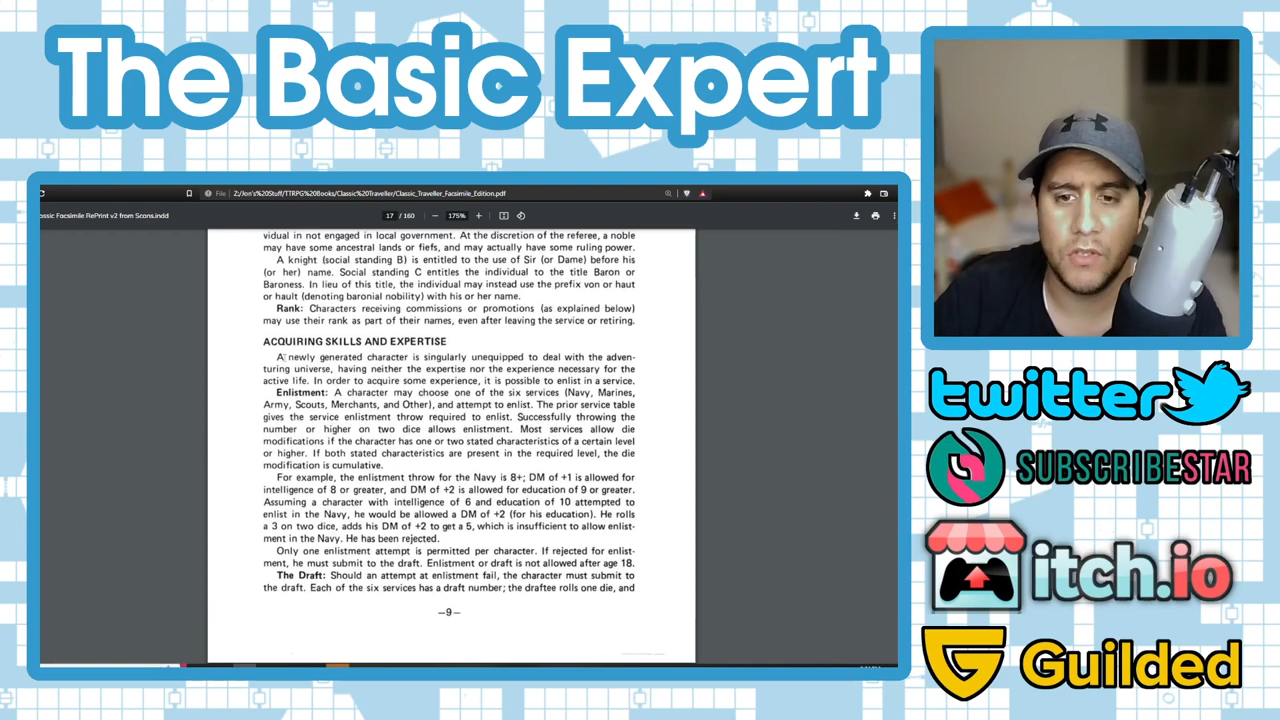 The Basic Expert
File Z:/Jon's%20Stuff/TTRPG%20Books/Classic%20Traveller/Classic_Traveller_Facsimile_Edition.pdf
assic Facsimile RePrint v2 from Scans.indd
17 / 160
175%
vidual in not engaged in local government. At the discretion of the referee, a noble
may have some ancestral lands or fiefs, and may actually have some ruling power.
A knight (social standing B) is entitled to the use of Sir (or Dame) before his
(or her) name. Social standing C entitles the individual to the title Baron or
Baroness. In lieu of this title, the individual may instead use the prefix von or haut
or hault (denoting baronial nobility) with his or her name.
Rank: Characters receiving commissions or promotions (as explained below)
may use their rank as part of their names, even after leaving the service or retiring.
ACQUIRING SKILLS AND EXPERTISE
A newly generated character is singularly unequipped to deal with the adven-
turing universe, having neither the expertise nor the experience necessary for the
active life. In order to acquire some experience, it is possible to enlist in a service.
Enlistment: A character may choose one of the six services (Navy, Marines,
Army, Scouts, Merchants, and Other), and attempt to enlist. The prior service table
gives the service enlistment throw required to enlist. Successfully throwing the
number or higher on two dice allows enlistment. Most services allow die
modifications if the character has one or two stated characteristics of a certain level
or higher. If both stated characteristics are present in the required level, the die
modification is cumulative.
For example, the enlistment throw for the Navy is 8+; DM of +1 is allowed for
intelligence of 8 or greater, and DM of +2 is allowed for education of 9 or greater.
Assuming a character with intelligence of 6 and education of 10 attempted to
enlist in the Navy, he would be allowed a DM of +2 (for his education). He rolls
a 3 on two dice, adds his DM of +2 to get a 5, which is insufficient to allow enlist-
ment in the Navy. He has been rejected.
Only one enlistment attempt is permitted per character. If rejected for enlist-
ment, he must submit to the draft. Enlistment or draft is not allowed after age 18.
The Draft: Should an attempt at enlistment fail, the character must submit to
the draft. Each of the six services has a draft number; the draftee rolls one die, and
—9—
twitter
SUBSCRIBESTAR
itch.io
Guilded